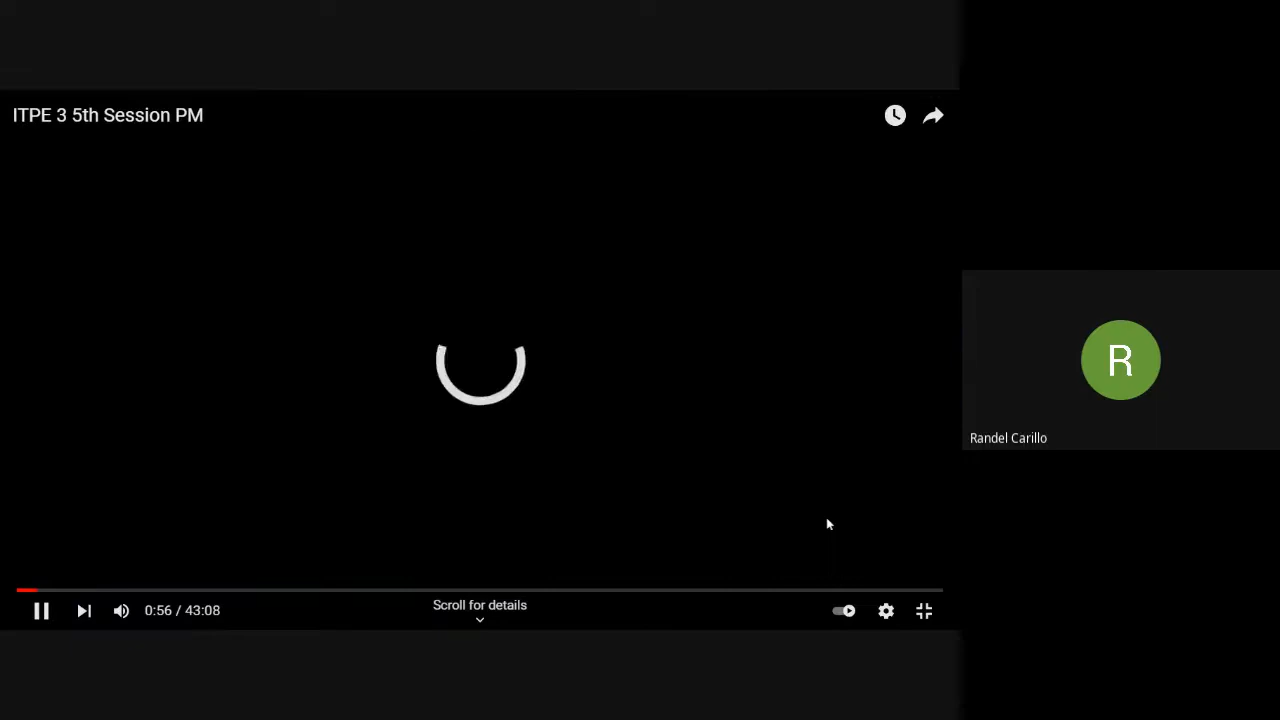 ITPE 3 5th Session PM
R
Randel Carillo
Scroll for details
0:56 / 43:08